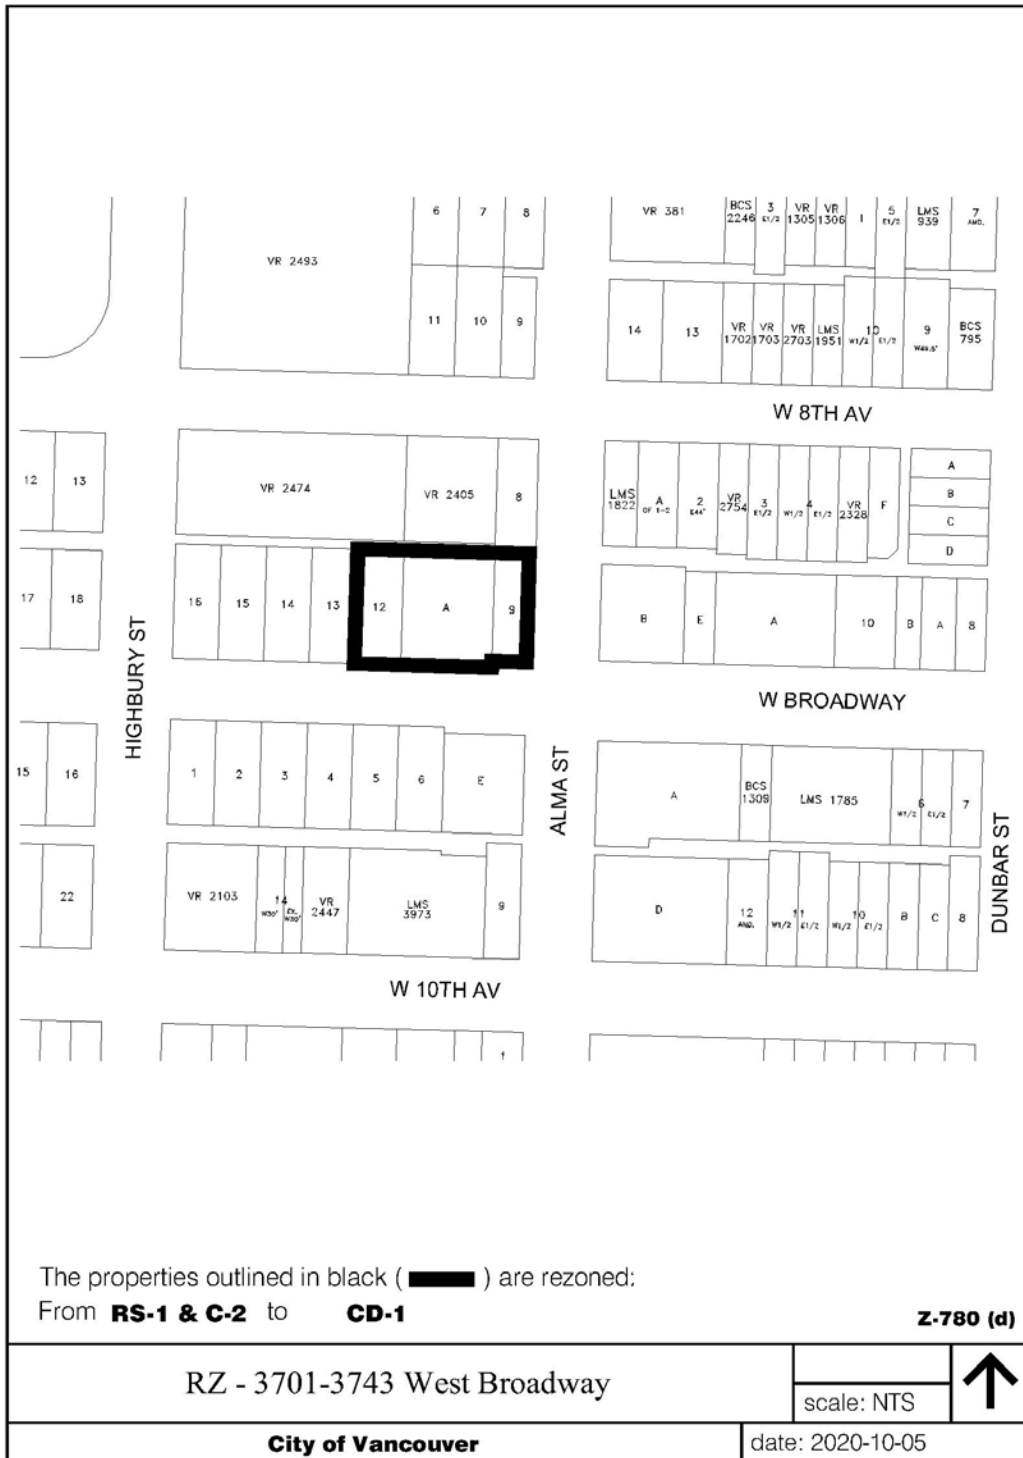 6 7 8
VR 381
BCS 3 VR VR 1 5 LMS 7
2246 E1/2 1305 1306 E1/2 939 AMD.
VR 2493
11 10 9
14 13 VR VR VR LMS 10 9 BCS
1702 1703 2703 1951 W1/2 E1/2 W49.5' 795
W 8TH AV
12 13
VR 2474 VR 2405 8
LMS A 2 VR 3 4 VR F
1822 OF 1-2 E44' 2754 E1/2 W1/2 E1/2 2328
A
B
C
D
17 18
16 15 14 13 12 A 9
B E A 10 B A 8
HIGHBURY ST
W BROADWAY
15 16
1 2 3 4 5 6 E
ALMA ST
A BCS LMS 1785 6 7
1309 W1/2 E1/2
DUNBAR ST
22
VR 2103 14 VR LMS 9
W30' EX. W30' 2447 3973
D 12 11 10 B C 8
AMD. W1/2 E1/2 W1/2 E1/2
W 10TH AV
1
The properties outlined in black ( ) are rezoned:
From RS-1 & C-2 to CD-1
Z-780 (d)
RZ - 3701-3743 West Broadway
scale: NTS
City of Vancouver
date: 2020-10-05